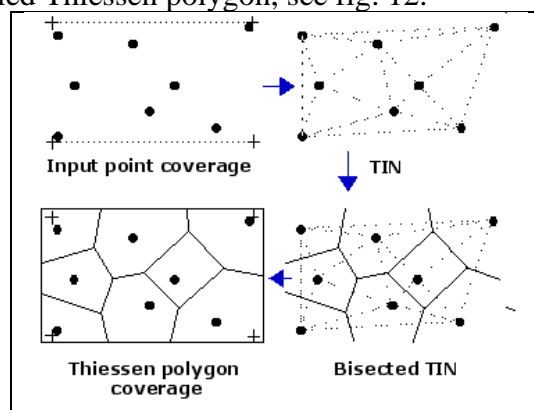 ed Thiessen polygon, see fig. 12.
Input point coverage
TIN
Thiessen polygon
coverage
Bisected TIN